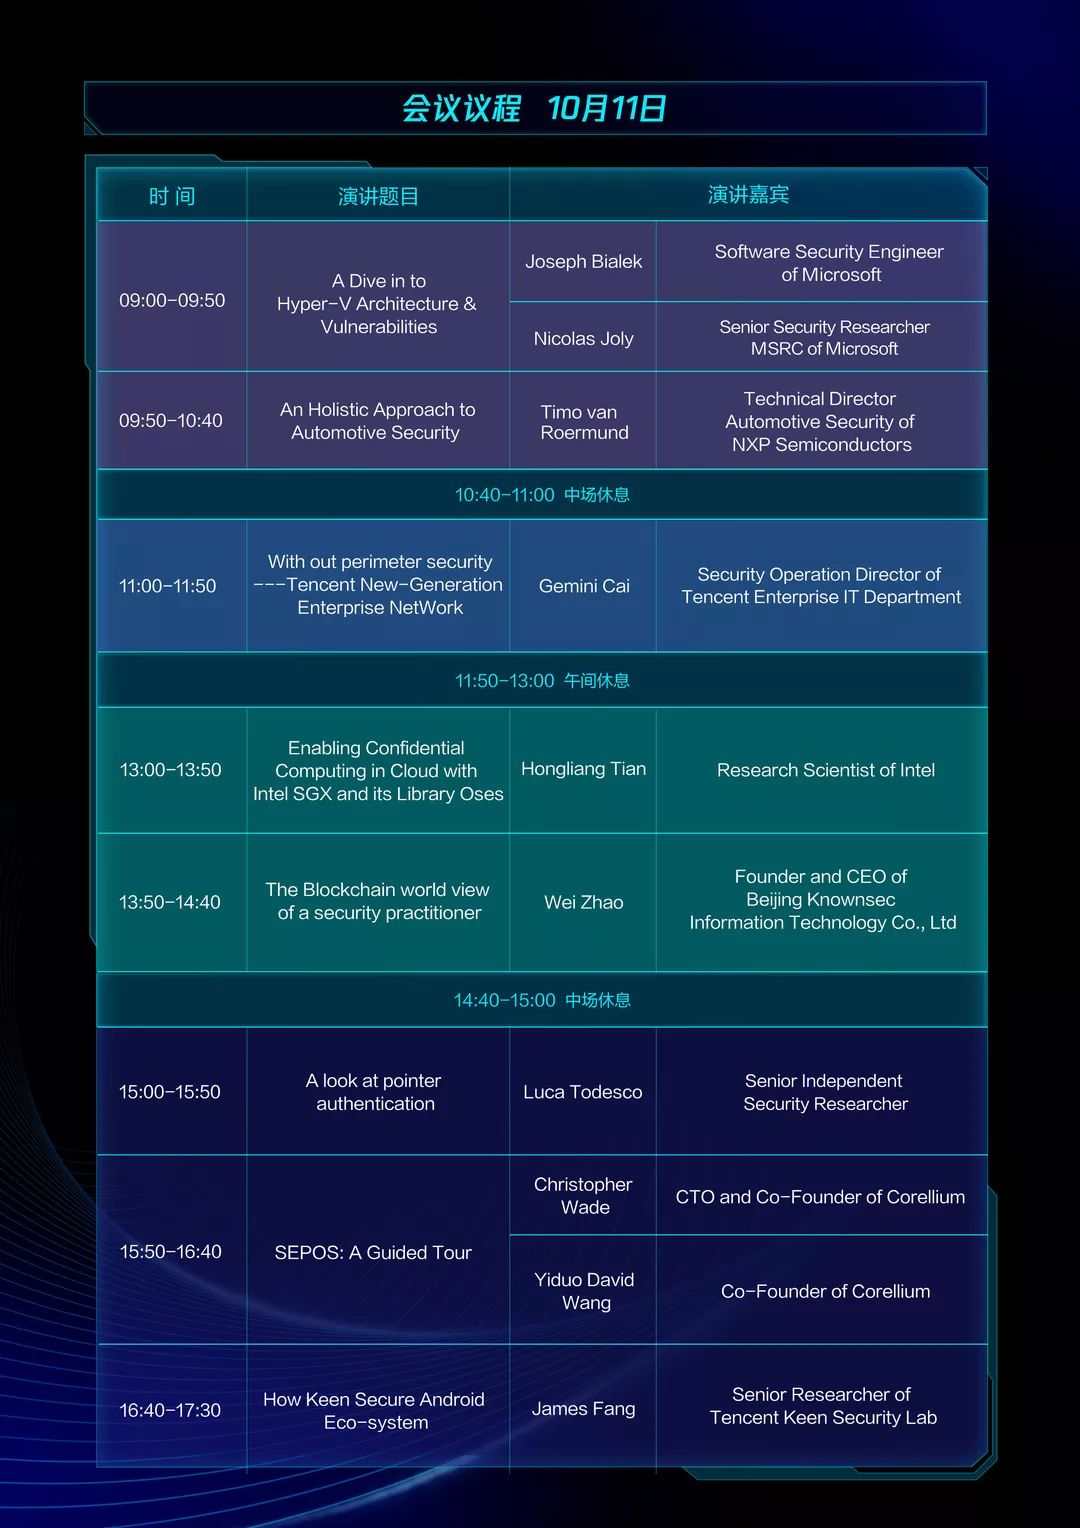 会议议程 10月11日
时间 演讲题目 演讲嘉宾
09:00-09:50
A Dive in to
Hyper-V Architecture &
Vulnerabilities
Joseph Bialek
Software Security Engineer
of Microsoft
Nicolas Joly
Senior Security Researcher
MSRC of Microsoft
09:50-10:40
An Holistic Approach to
Automotive Security
Timo van
Roermund
Technical Director
Automotive Security of
NXP Semiconductors
10:40-11:00 中场休息
11:00-11:50
With out perimeter security
---Tencent New-Generation
Enterprise NetWork
Gemini Cai
Security Operation Director of
Tencent Enterprise IT Department
11:50-13:00 午间休息
13:00-13:50
Enabling Confidential
Computing in Cloud with
Intel SGX and its Library Oses
Hongliang Tian
Research Scientist of Intel
13:50-14:40
The Blockchain world view
of a security practitioner
Wei Zhao
Founder and CEO of
Beijing Knownsec
Information Technology Co., Ltd
14:40-15:00 中场休息
15:00-15:50
A look at pointer
authentication
Luca Todesco
Senior Independent
Security Researcher
15:50-16:40
SEPOS: A Guided Tour
Christopher
Wade
CTO and Co-Founder of Corellium
Yiduo David
Wang
Co-Founder of Corellium
16:40-17:30
How Keen Secure Android
Eco-system
James Fang
Senior Researcher of
Tencent Keen Security Lab